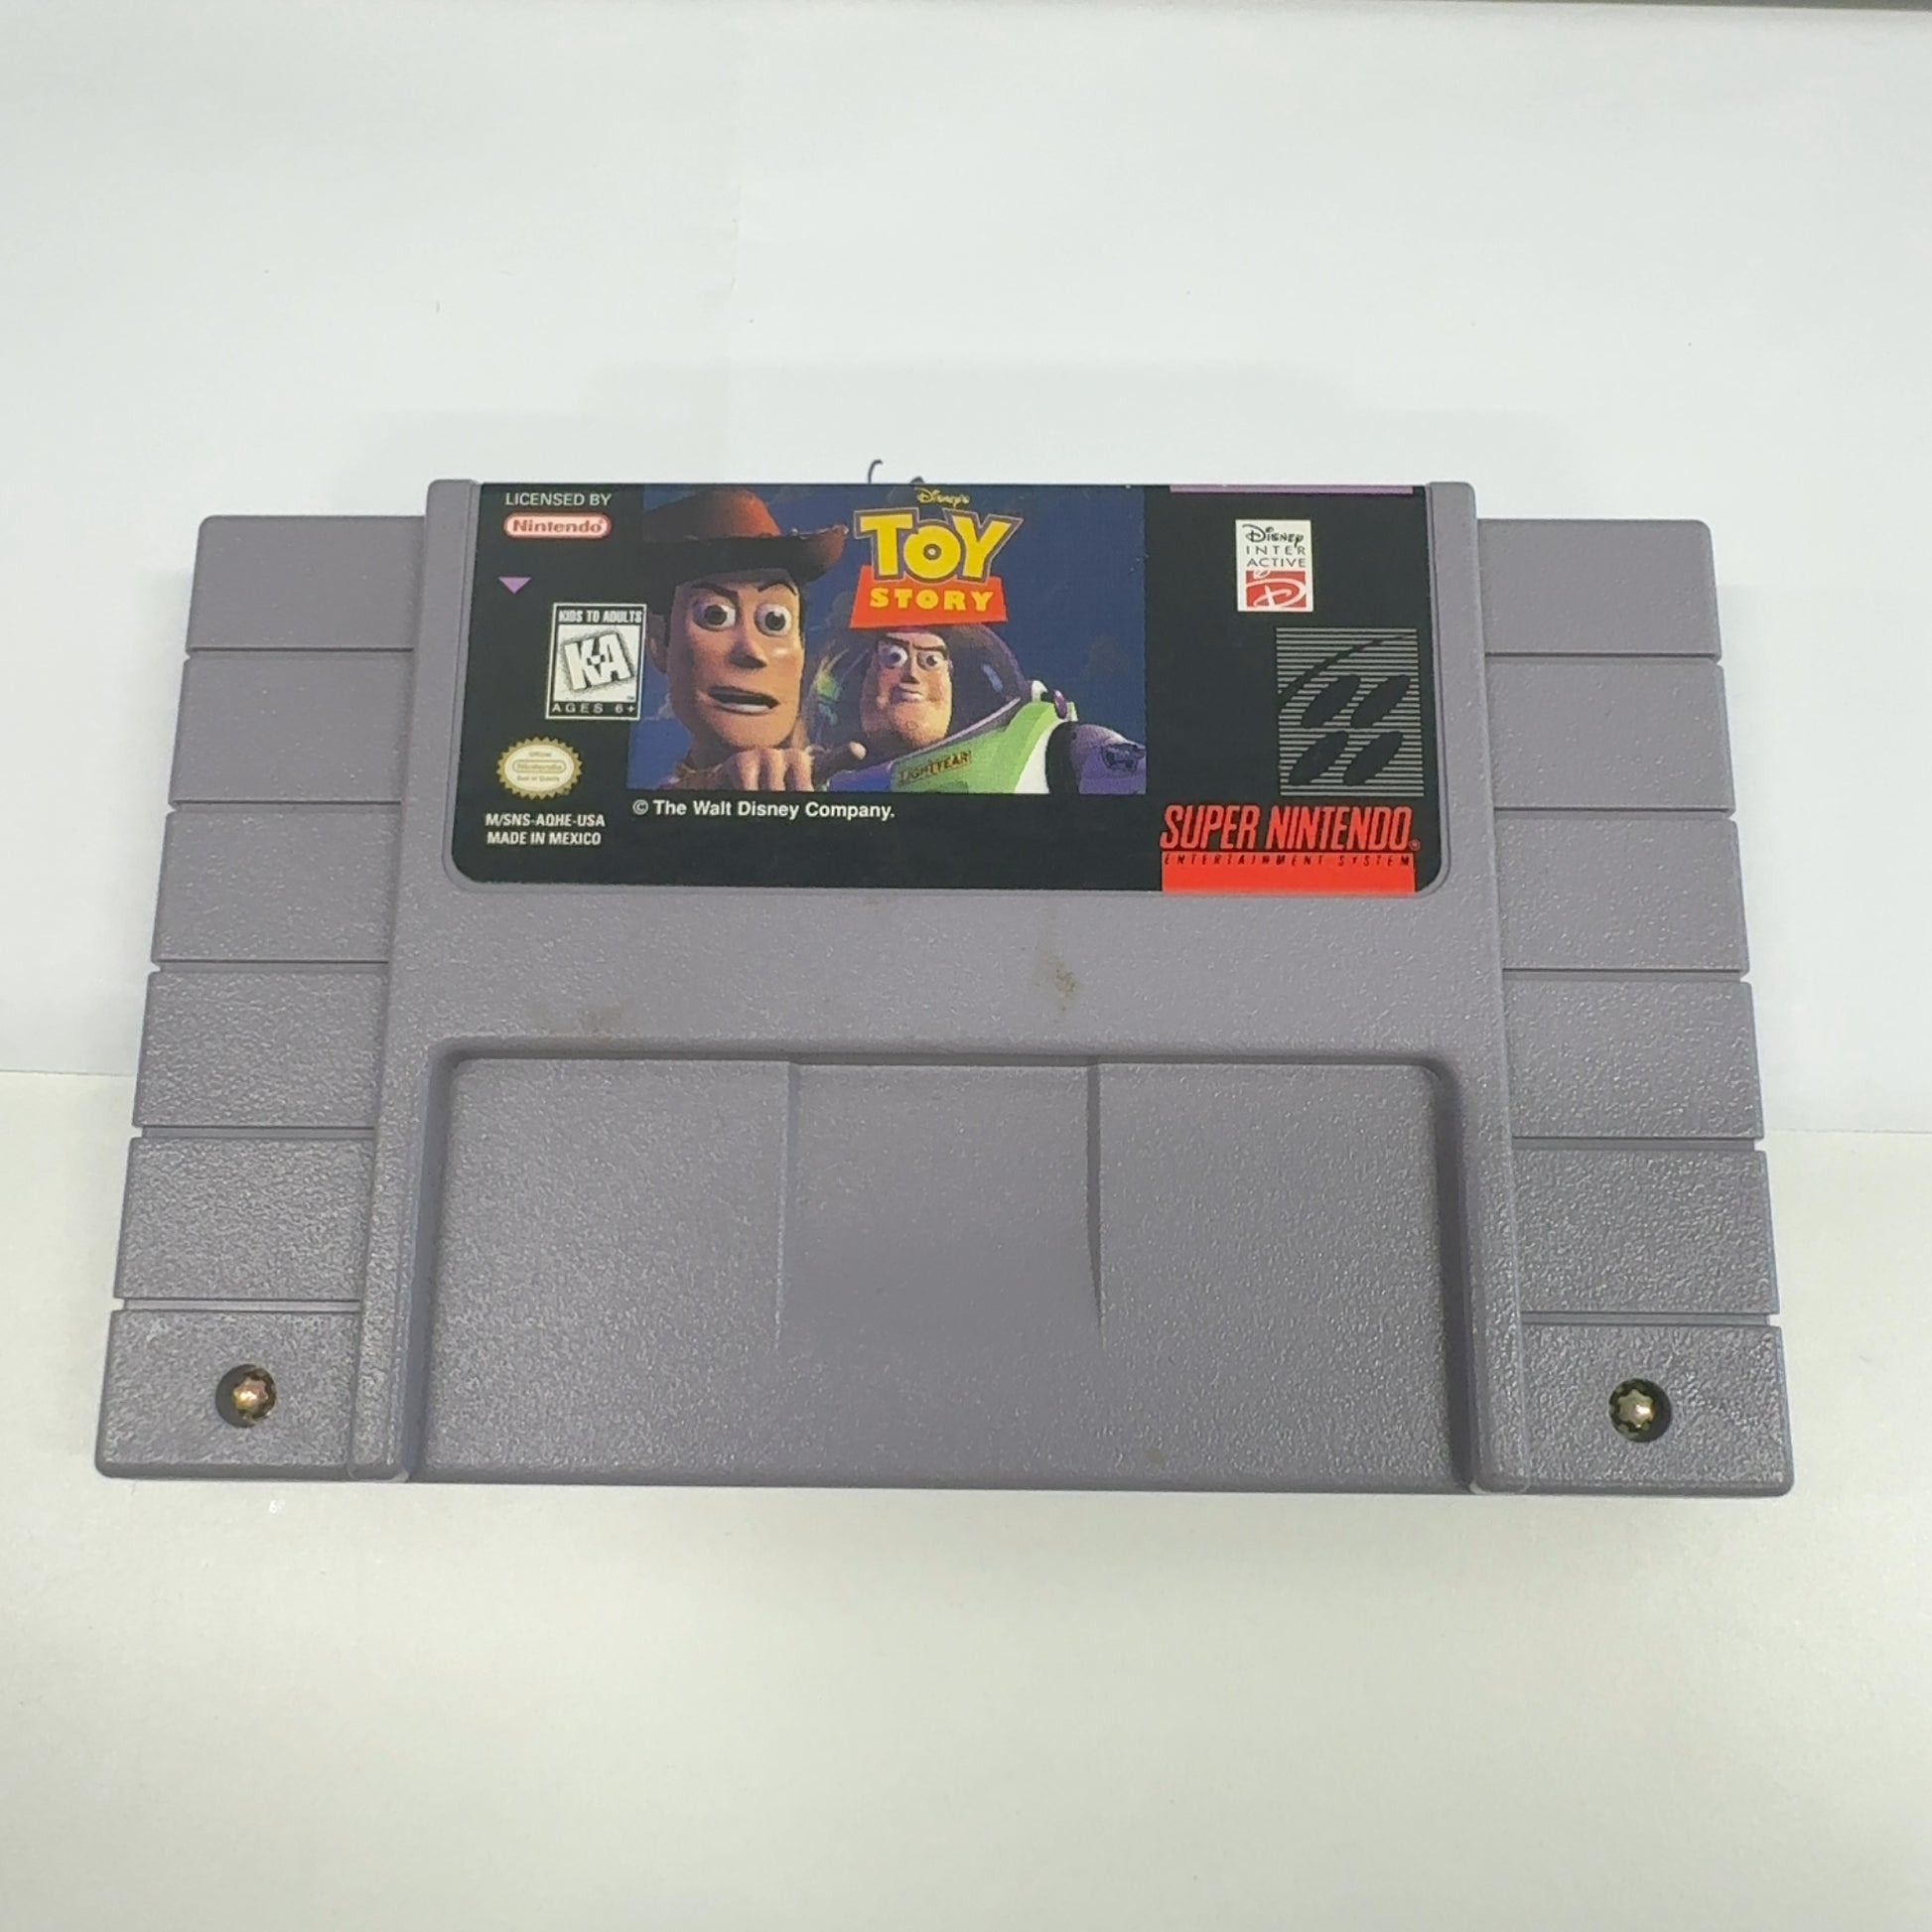 LICENSED BY
Nintendo®
KIDS TO ADULTS
K-A
AGES 6+
Nintendo
M/SNS-AQHE-USA
MADE IN MEXICO
Disney's
TOY
STORY
LIGHTYEAR
© The Walt Disney Company.
Disney
INTER
ACTIVE
D
SUPER NINTENDO®
ENTERTAINMENT SYSTEM